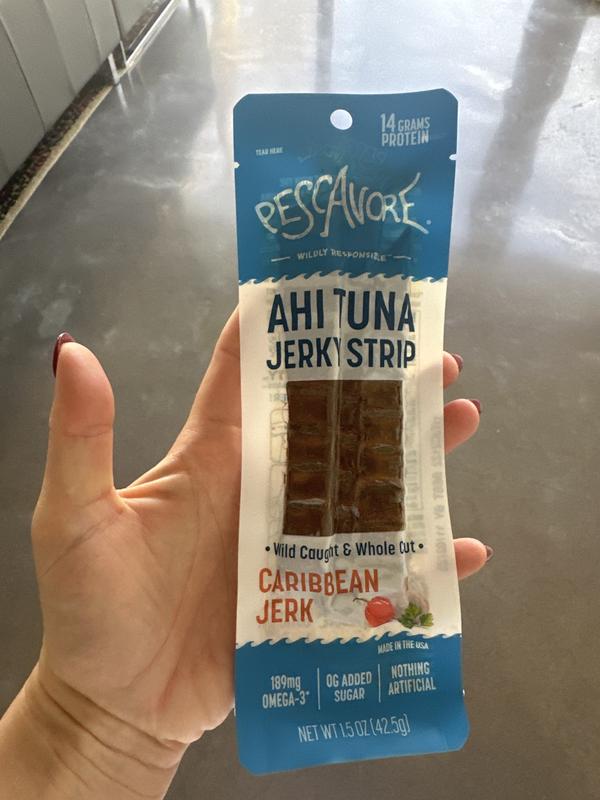 14 GRAMS
PROTEIN
TEAR HERE
PESCAVORE
WILDLY RESPONSIBLE
AHI TUNA
JERKY STRIP
• Wild Caught & Whole Cut •
CARIBBEAN
JERK
MADE IN THE USA
189mg
OMEGA-3*
0G ADDED
SUGAR
NOTHING
ARTIFICIAL
NET WT 1.5 OZ (42.5g)